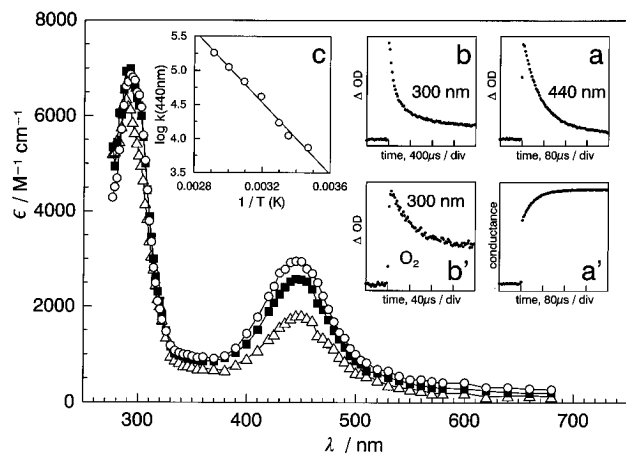 8000
6000
4000
2000
0
ϵ / M⁻¹ cm⁻¹
300
400
500
600
700
λ / nm
c
5.5
5.0
4.5
4.0
3.5
log k(440nm)
0.0028
0.0032
0.0036
1 / T (K)
b
Δ OD
300 nm
time, 400µs / div
a
Δ OD
440 nm
time, 80µs / div
b'
Δ OD
300 nm
O₂
time, 40µs / div
a'
conductance
time, 80µs / div